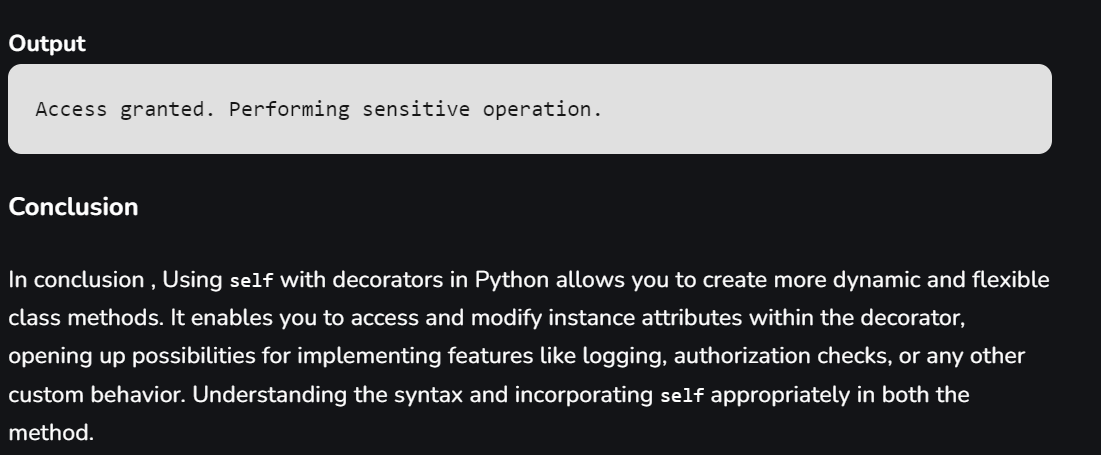 Output
Access granted. Performing sensitive operation.
Conclusion
In conclusion , Using self with decorators in Python allows you to create more dynamic and flexible
class methods. It enables you to access and modify instance attributes within the decorator,
opening up possibilities for implementing features like logging, authorization checks, or any other
custom behavior. Understanding the syntax and incorporating self appropriately in both the
method.